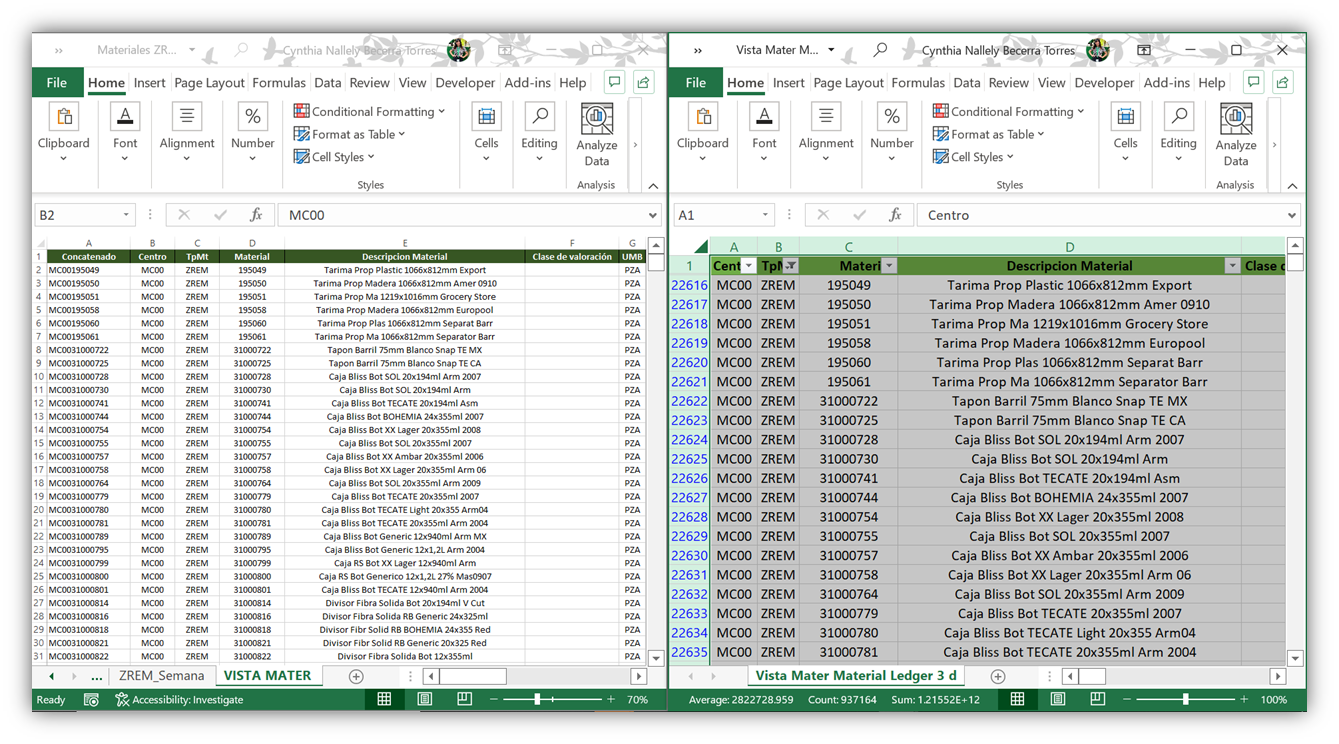 » Materiales ZR... Cynthia Nallely Becerra Torres
File Home Insert Page Layout Formulas Data Review View Developer Add-ins Help
Clipboard Font Alignment Number
Conditional Formatting
Format as Table
Cell Styles
Styles
Cells Editing Analyze Data
Analysis
B2 fx MC00
A B C D E F G
1 Concatenado Centro TpMt Material Descripcion Material Clase de valoración UMB
2 MC00195049 MC00 ZREM 195049 Tarima Prop Plastic 1066x812mm Export PZA
3 MC00195050 MC00 ZREM 195050 Tarima Prop Madera 1066x812mm Amer 0910 PZA
4 MC00195051 MC00 ZREM 195051 Tarima Prop Ma 1219x1016mm Grocery Store PZA
5 MC00195058 MC00 ZREM 195058 Tarima Prop Madera 1066x812mm Europool PZA
6 MC00195060 MC00 ZREM 195060 Tarima Prop Plas 1066x812mm Separat Barr PZA
7 MC00195061 MC00 ZREM 195061 Tarima Prop Ma 1066x812mm Separator Barr PZA
8 MC0031000722 MC00 ZREM 31000722 Tapon Barril 75mm Blanco Snap TE MX PZA
9 MC0031000725 MC00 ZREM 31000725 Tapon Barril 75mm Blanco Snap TE CA PZA
10 MC0031000728 MC00 ZREM 31000728 Caja Bliss Bot SOL 20x194ml Arm 2007 PZA
11 MC0031000730 MC00 ZREM 31000730 Caja Bliss Bot SOL 20x194ml Arm PZA
12 MC0031000741 MC00 ZREM 31000741 Caja Bliss Bot TECATE 20x194ml Asm PZA
13 MC0031000744 MC00 ZREM 31000744 Caja Bliss Bot BOHEMIA 24x355ml 2007 PZA
14 MC0031000754 MC00 ZREM 31000754 Caja Bliss Bot XX Lager 20x355ml 2008 PZA
15 MC0031000755 MC00 ZREM 31000755 Caja Bliss Bot SOL 20x355ml 2007 PZA
16 MC0031000757 MC00 ZREM 31000757 Caja Bliss Bot XX Ambar 20x355ml 2006 PZA
17 MC0031000758 MC00 ZREM 31000758 Caja Bliss Bot XX Lager 20x355ml Arm 06 PZA
18 MC0031000764 MC00 ZREM 31000764 Caja Bliss Bot SOL 20x355ml Arm 2009 PZA
19 MC0031000779 MC00 ZREM 31000779 Caja Bliss Bot TECATE 20x355ml 2007 PZA
20 MC0031000780 MC00 ZREM 31000780 Caja Bliss Bot TECATE Light 20x355 Arm04 PZA
21 MC0031000781 MC00 ZREM 31000781 Caja Bliss Bot TECATE 20x355ml Arm 2004 PZA
22 MC0031000789 MC00 ZREM 31000789 Caja Bliss Bot Generic 12x940ml Arm MX PZA
23 MC0031000795 MC00 ZREM 31000795 Caja Bliss Bot Generic 12x1,2L Arm 2004 PZA
24 MC0031000799 MC00 ZREM 31000799 Caja RS Bot XX Lager 12x940ml Arm PZA
25 MC0031000800 MC00 ZREM 31000800 Caja RS Bot Generico 12x1,2L 27% Mas0907 PZA
26 MC0031000801 MC00 ZREM 31000801 Caja Bliss Bot TECATE 12x940ml Arm 2004 PZA
27 MC0031000814 MC00 ZREM 31000814 Divisor Fibra Solida Bot 20x194ml V Cut PZA
28 MC0031000816 MC00 ZREM 31000816 Divisor Fibra Solida RB Generic 24x325ml PZA
29 MC0031000818 MC00 ZREM 31000818 Divisor Fibr Solid RB BOHEMIA 24x355 Red PZA
30 MC0031000821 MC00 ZREM 31000821 Divisor Fibr Solid RB Generic 20x325 Red PZA
31 MC0031000822 MC00 ZREM 31000822 Divisor Fibra Solida Bot 12x355ml PZA
... ZREM_Semana VISTA MATER
Ready Accessibility: Investigate 70%
» Vista Mater M... Cynthia Nallely Becerra Torres
File Home Insert Page Layout Formulas Data Review View Developer Add-ins Help
Clipboard Font Alignment Number
Conditional Formatting
Format as Table
Cell Styles
Styles
Cells Editing Analyze Data
Analysis
A1 fx Centro
A B C D
1 Cent TpM Materi Descripcion Material Clase d
22616 MC00 ZREM 195049 Tarima Prop Plastic 1066x812mm Export
22617 MC00 ZREM 195050 Tarima Prop Madera 1066x812mm Amer 0910
22618 MC00 ZREM 195051 Tarima Prop Ma 1219x1016mm Grocery Store
22619 MC00 ZREM 195058 Tarima Prop Madera 1066x812mm Europool
22620 MC00 ZREM 195060 Tarima Prop Plas 1066x812mm Separat Barr
22621 MC00 ZREM 195061 Tarima Prop Ma 1066x812mm Separator Barr
22622 MC00 ZREM 31000722 Tapon Barril 75mm Blanco Snap TE MX
22623 MC00 ZREM 31000725 Tapon Barril 75mm Blanco Snap TE CA
22624 MC00 ZREM 31000728 Caja Bliss Bot SOL 20x194ml Arm 2007
22625 MC00 ZREM 31000730 Caja Bliss Bot SOL 20x194ml Arm
22626 MC00 ZREM 31000741 Caja Bliss Bot TECATE 20x194ml Asm
22627 MC00 ZREM 31000744 Caja Bliss Bot BOHEMIA 24x355ml 2007
22628 MC00 ZREM 31000754 Caja Bliss Bot XX Lager 20x355ml 2008
22629 MC00 ZREM 31000755 Caja Bliss Bot SOL 20x355ml 2007
22630 MC00 ZREM 31000757 Caja Bliss Bot XX Ambar 20x355ml 2006
22631 MC00 ZREM 31000758 Caja Bliss Bot XX Lager 20x355ml Arm 06
22632 MC00 ZREM 31000764 Caja Bliss Bot SOL 20x355ml Arm 2009
22633 MC00 ZREM 31000779 Caja Bliss Bot TECATE 20x355ml 2007
22634 MC00 ZREM 31000780 Caja Bliss Bot TECATE Light 20x355 Arm04
22635 MC00 ZREM 31000781 Caja Bliss Bot TECATE 20x355ml Arm 2004
Vista Mater Material Ledger 3 d
Average: 2822728.959 Count: 937164 Sum: 1.21552E+12 100%